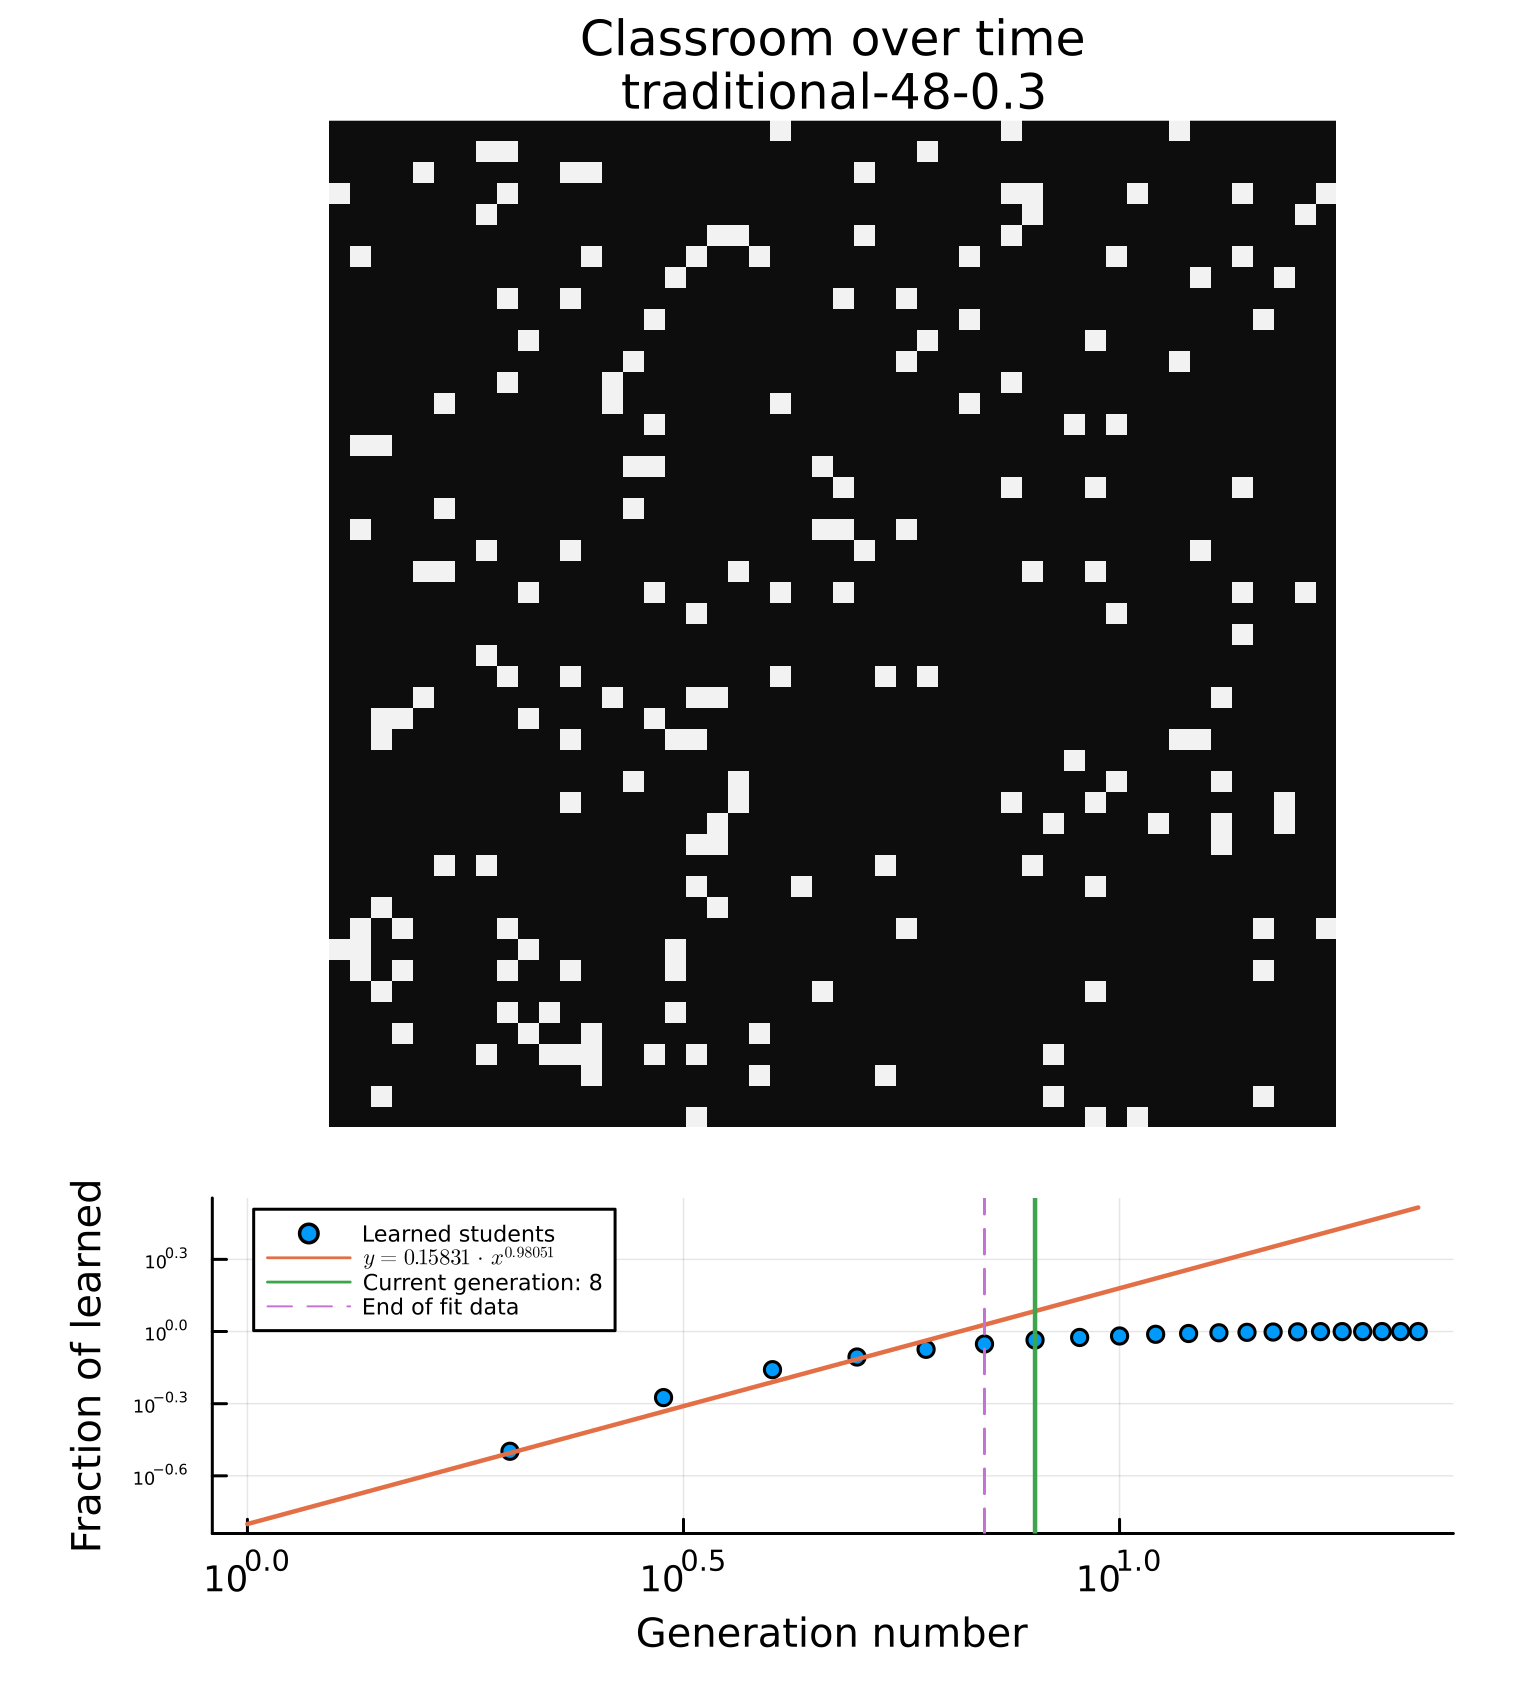 Classroom over time
traditional-48-0.3
Fraction of learned
10^0.3
10^0.0
10^−0.3
10^−0.6
Learned students
y = 0.15831 · x^0.98051
Current generation: 8
End of fit data
10^0.0 10^0.5 10^1.0
Generation number